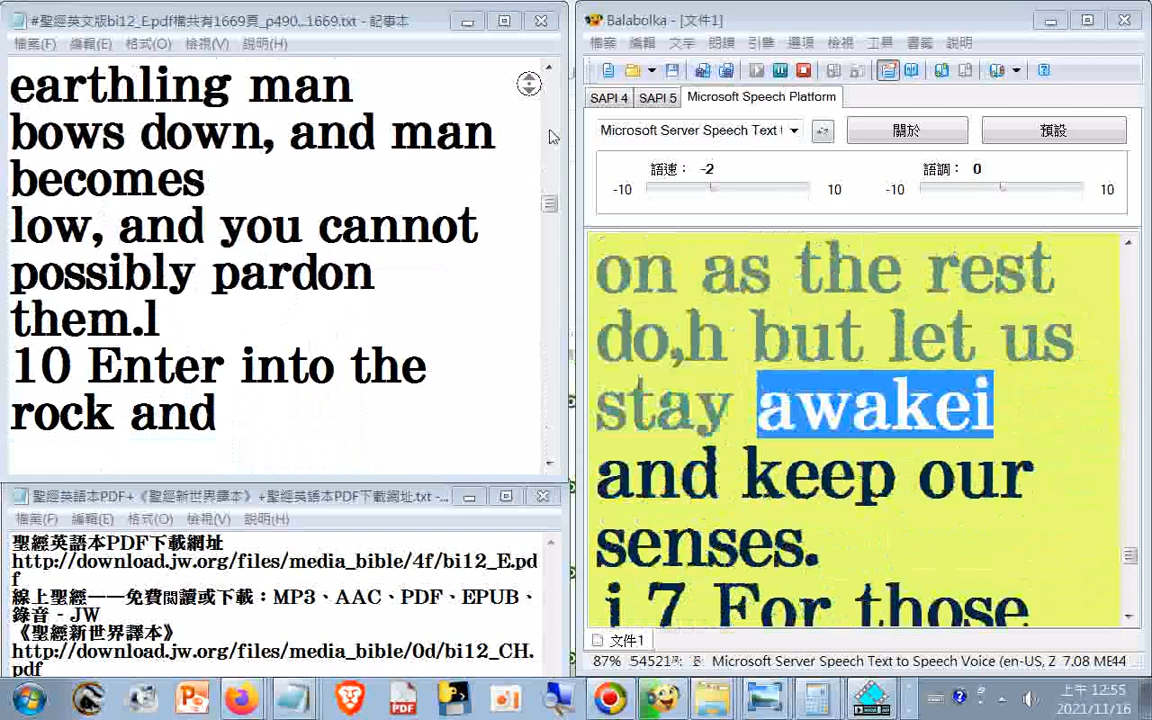 #聖經英文版bi12_E.pdf檔共有1669頁_p490...1669.txt - 記事本
檔案(F) 編輯(E) 格式(O) 檢視(V) 說明(H)
earthling man
bows down, and man
becomes
low, and you cannot
possibly pardon
them.l
10 Enter into the
rock and
聖經英語本PDF+《聖經新世界譯本》+聖經英語本PDF下載網址.txt -...
檔案(F) 編輯(E) 格式(O) 檢視(V) 說明(H)
聖經英語本PDF下載網址
http://download.jw.org/files/media_bible/4f/bi12_E.pd
f
線上聖經——免費閱讀或下載：MP3、AAC、PDF、EPUB、
錄音 - JW
《聖經新世界譯本》
http://download.jw.org/files/media_bible/0d/bi12_CH.
pdf
Balabolka - [文件1]
檔案 編輯 文字 朗讀 引擎 選項 檢視 工具 書籤 說明
SAPI 4 SAPI 5 Microsoft Speech Platform
Microsoft Server Speech Text 關於 預設
語速： -2 語調： 0
-10 10 -10 10
on as the rest
do,h but let us
stay awakei
and keep our
senses.
j 7 For those
文件1
87% Microsoft Server Speech Text to Speech Voice (en-US, Z 7.08 ME
上午 12:55
2021/11/16